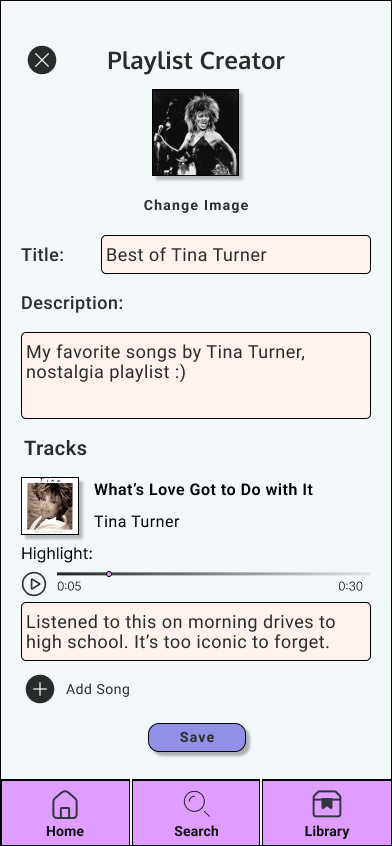 Playlist Creator
Change Image
Title:
Best of Tina Turner
Description:
My favorite songs by Tina Turner,
nostalgia playlist :)
Tracks
What’s Love Got to Do with It
Tina Turner
Highlight:
0:05
0:30
Listened to this on morning drives to
high school. It’s too iconic to forget.
Add Song
Save
Home
Search
Library